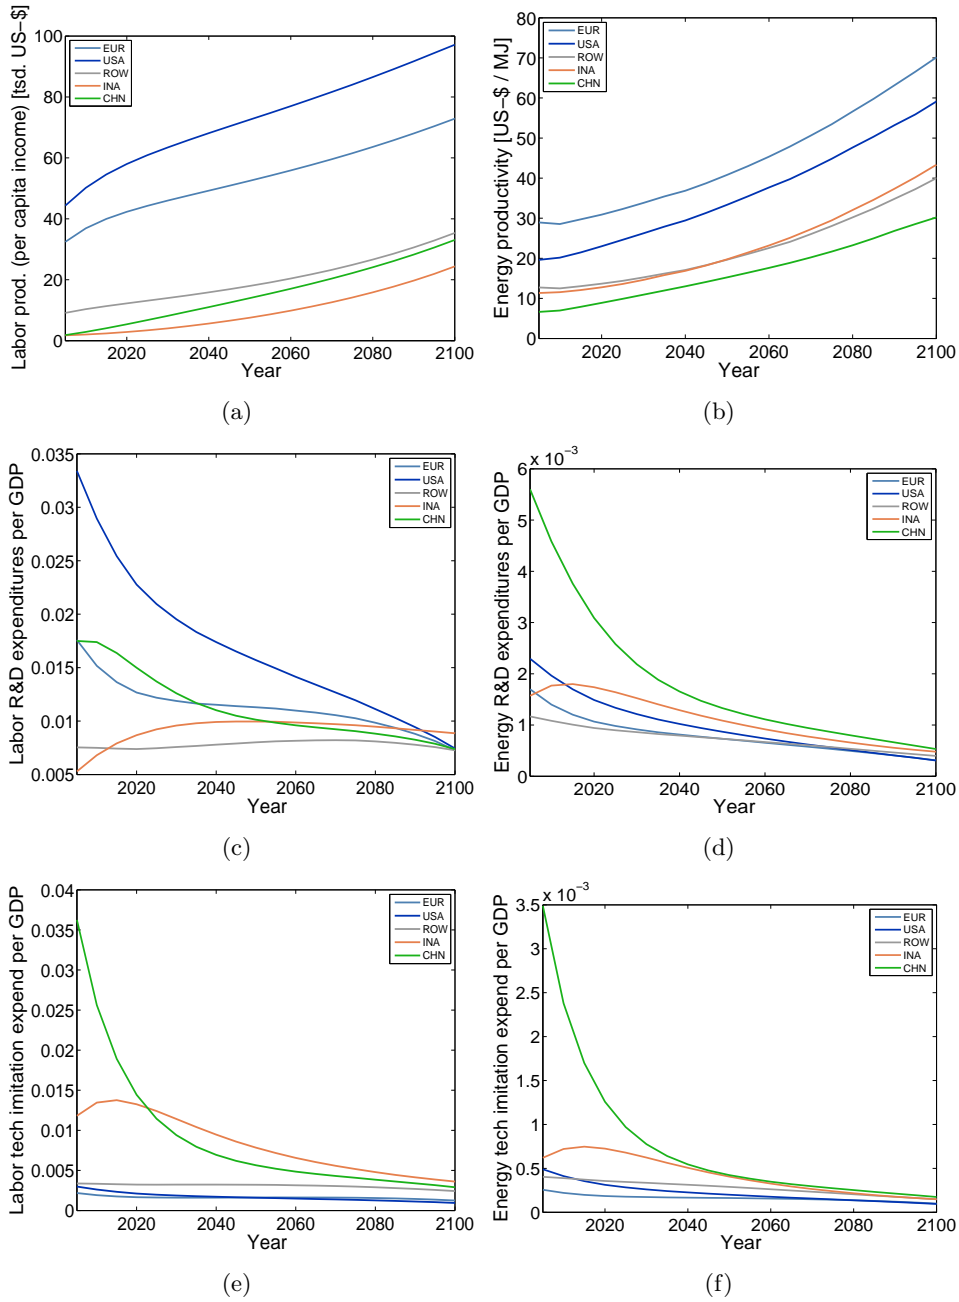 Labor prod. (per capita income) [tsd. US-$]
100
80
60
40
20
0
EUR
USA
ROW
INA
CHN
2020 2040 2060 2080 2100
Year
(a)
Energy productivity [US-$ / MJ]
80
70
60
50
40
30
20
10
0
EUR
USA
ROW
INA
CHN
2020 2040 2060 2080 2100
Year
(b)
Labor R&D expenditures per GDP
0.035
0.03
0.025
0.02
0.015
0.01
0.005
EUR
USA
ROW
INA
CHN
2020 2040 2060 2080 2100
Year
(c)
Energy R&D expenditures per GDP
x 10⁻³
6
5
4
3
2
1
0
EUR
USA
ROW
INA
CHN
2020 2040 2060 2080 2100
Year
(d)
Labor tech imitation expend per GDP
0.04
0.035
0.03
0.025
0.02
0.015
0.01
0.005
0
EUR
USA
ROW
INA
CHN
2020 2040 2060 2080 2100
Year
(e)
Energy tech imitation expend per GDP
x 10⁻³
3.5
3
2.5
2
1.5
1
0.5
0
EUR
USA
ROW
INA
CHN
2020 2040 2060 2080 2100
Year
(f)